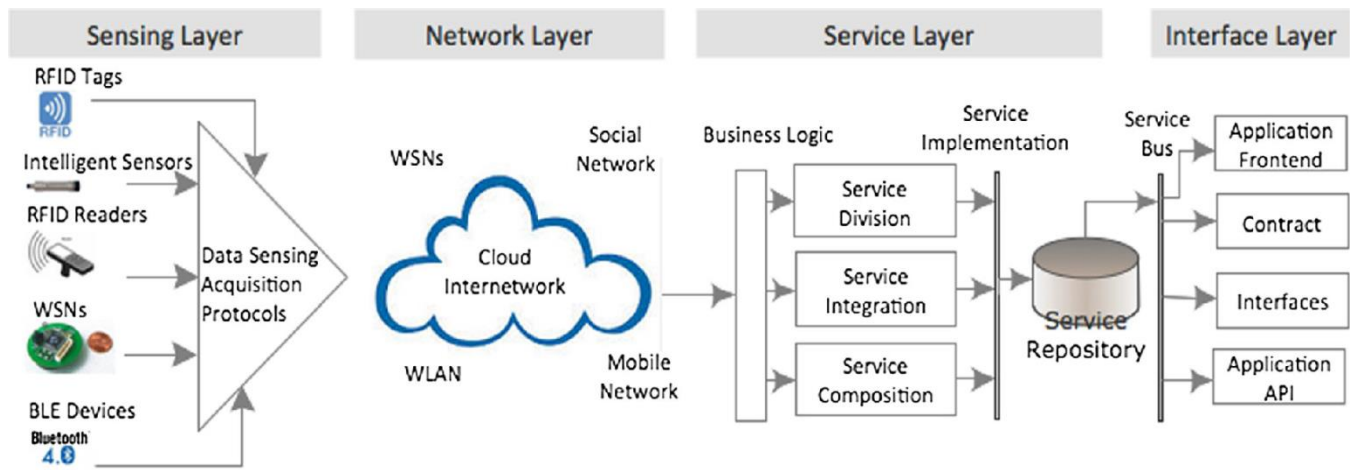 Sensing Layer
Network Layer
Service Layer
Interface Layer
RFID Tags
RFID
Intelligent Sensors
RFID Readers
WSNs
BLE Devices
Bluetooth
4.0
Data Sensing
Acquisition
Protocols
WSNs
Social
Network
Cloud
Internetwork
WLAN
Mobile
Network
Business Logic
Service
Division
Service
Integration
Service
Composition
Service
Implementation
Service
Repository
Service
Bus
Application
Frontend
Contract
Interfaces
Application
API